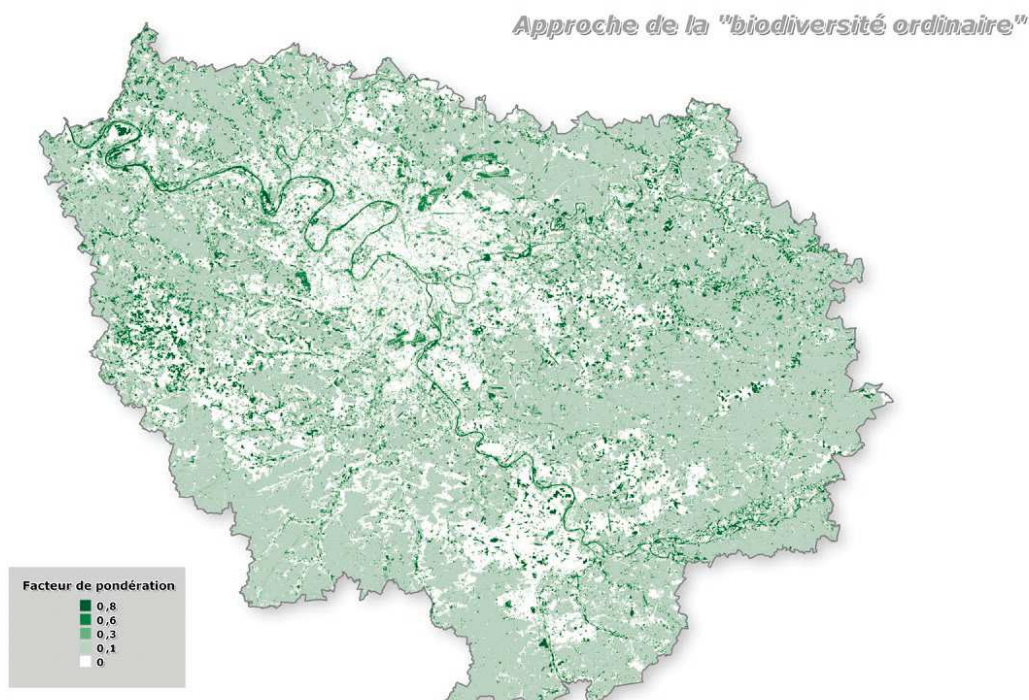 Approche de la "biodiversité ordinaire"
Facteur de pondération
0,8
0,6
0,3
0,1
0